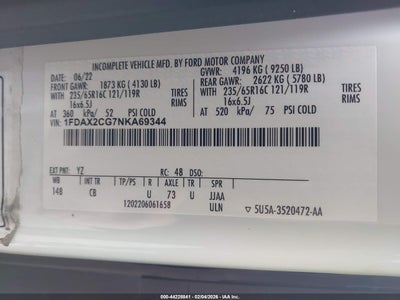 INCOMPLETE VEHICLE MFD. BY FORD MOTOR COMPANY
DATE: 06/22 GVWR: 4196 KG ( 9250 LB)
FRONT GAWR: 1873 KG ( 4130 LB) REAR GAWR: 2622 KG ( 5780 LB)
WITH 235/65R16C 121/119R TIRES WITH 235/65R16C 121/119R TIRES
16x6.5J RIMS 16x6.5J RIMS
AT 360 kPa/ 52 PSI COLD AT 520 kPa/ 75 PSI COLD
VIN: 1FDAX2CG7NKA69344
EXT PNT: YZ RC: 48 DSO:
WB INT TR TP/PS R AXLE TR SPR
148 CB U 73 U JJAA
1202206061658 ULN ▽ 5U5A-3520472-AA
000-44228841 - 02/04/2026 - IAA, LLC